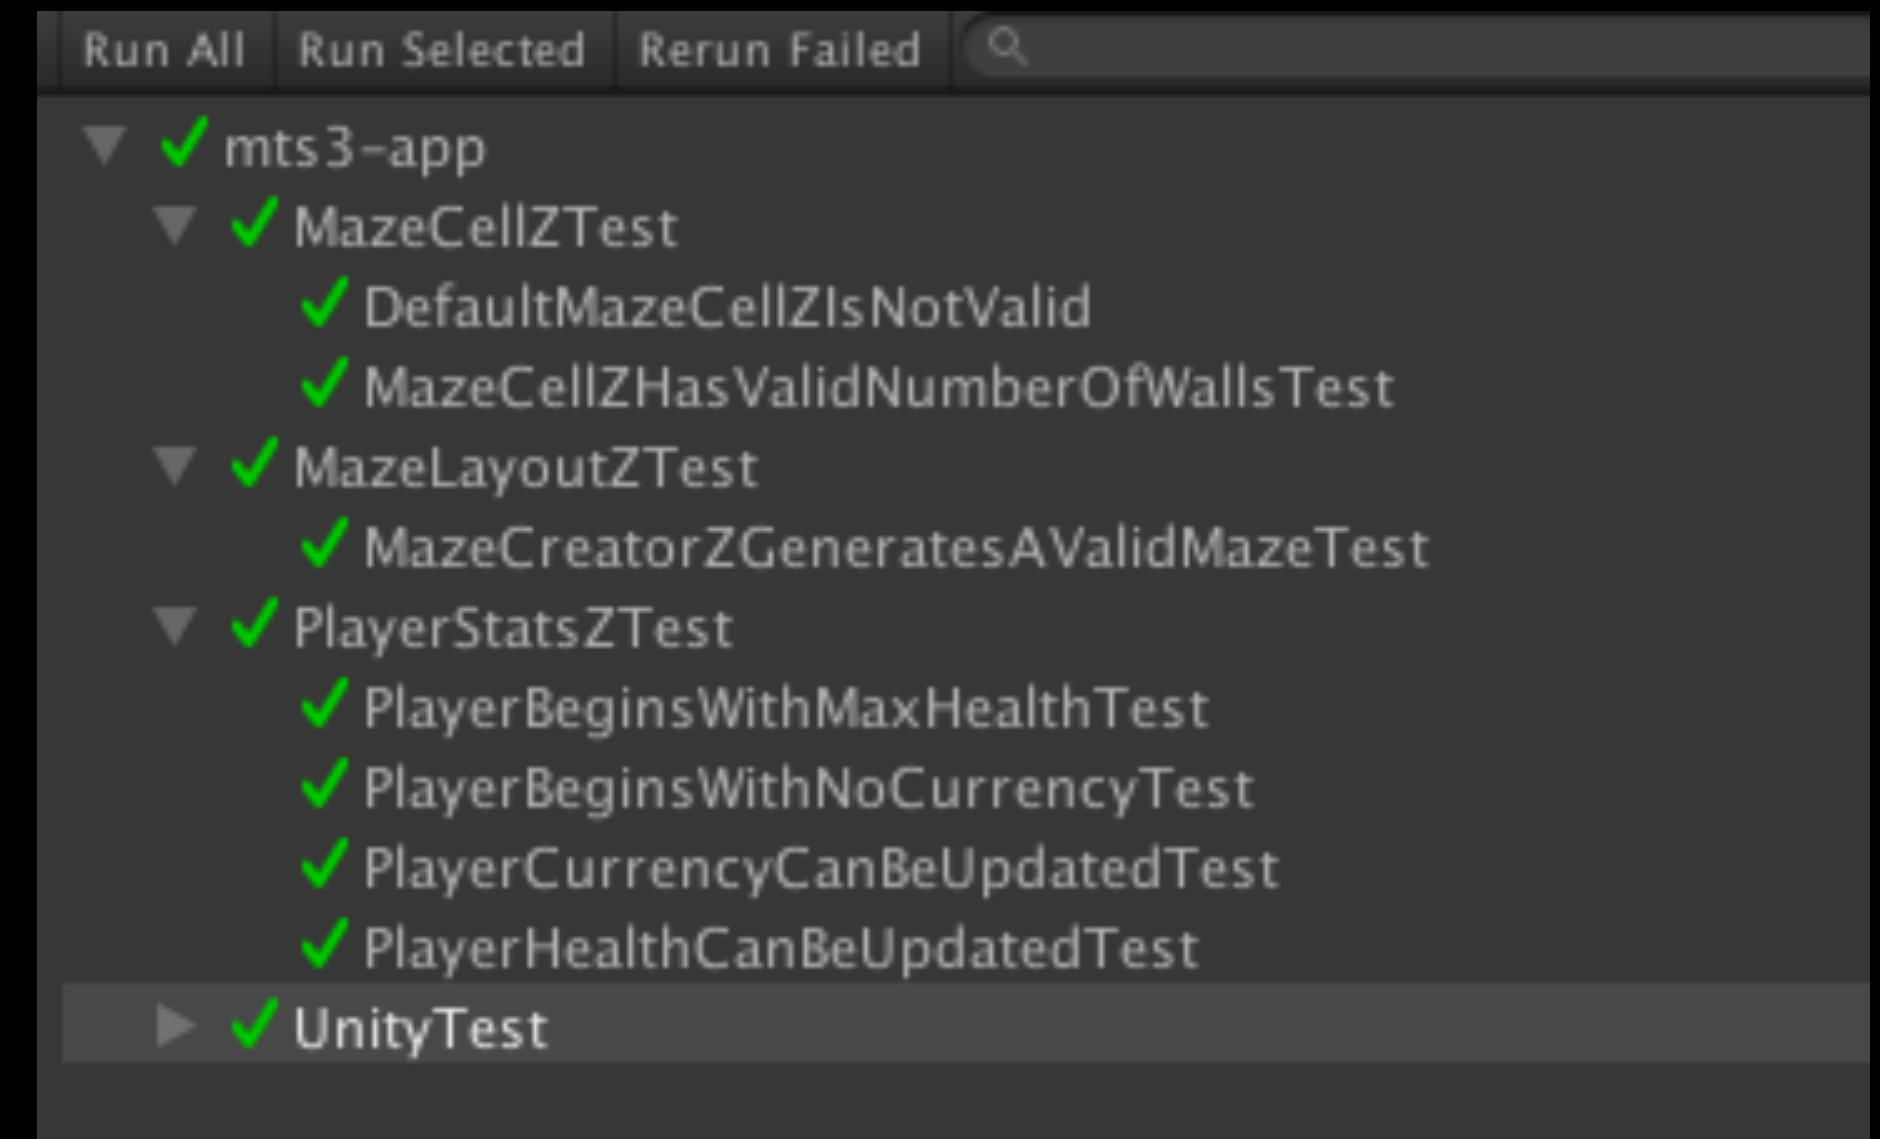 Run All Run Selected Rerun Failed
mts3-app
MazeCellZTest
DefaultMazeCellZIsNotValid
MazeCellZHasValidNumberOfWallsTest
MazeLayoutZTest
MazeCreatorZGeneratesAValidMazeTest
PlayerStatsZTest
PlayerBeginsWithMaxHealthTest
PlayerBeginsWithNoCurrencyTest
PlayerCurrencyCanBeUpdatedTest
PlayerHealthCanBeUpdatedTest
UnityTest